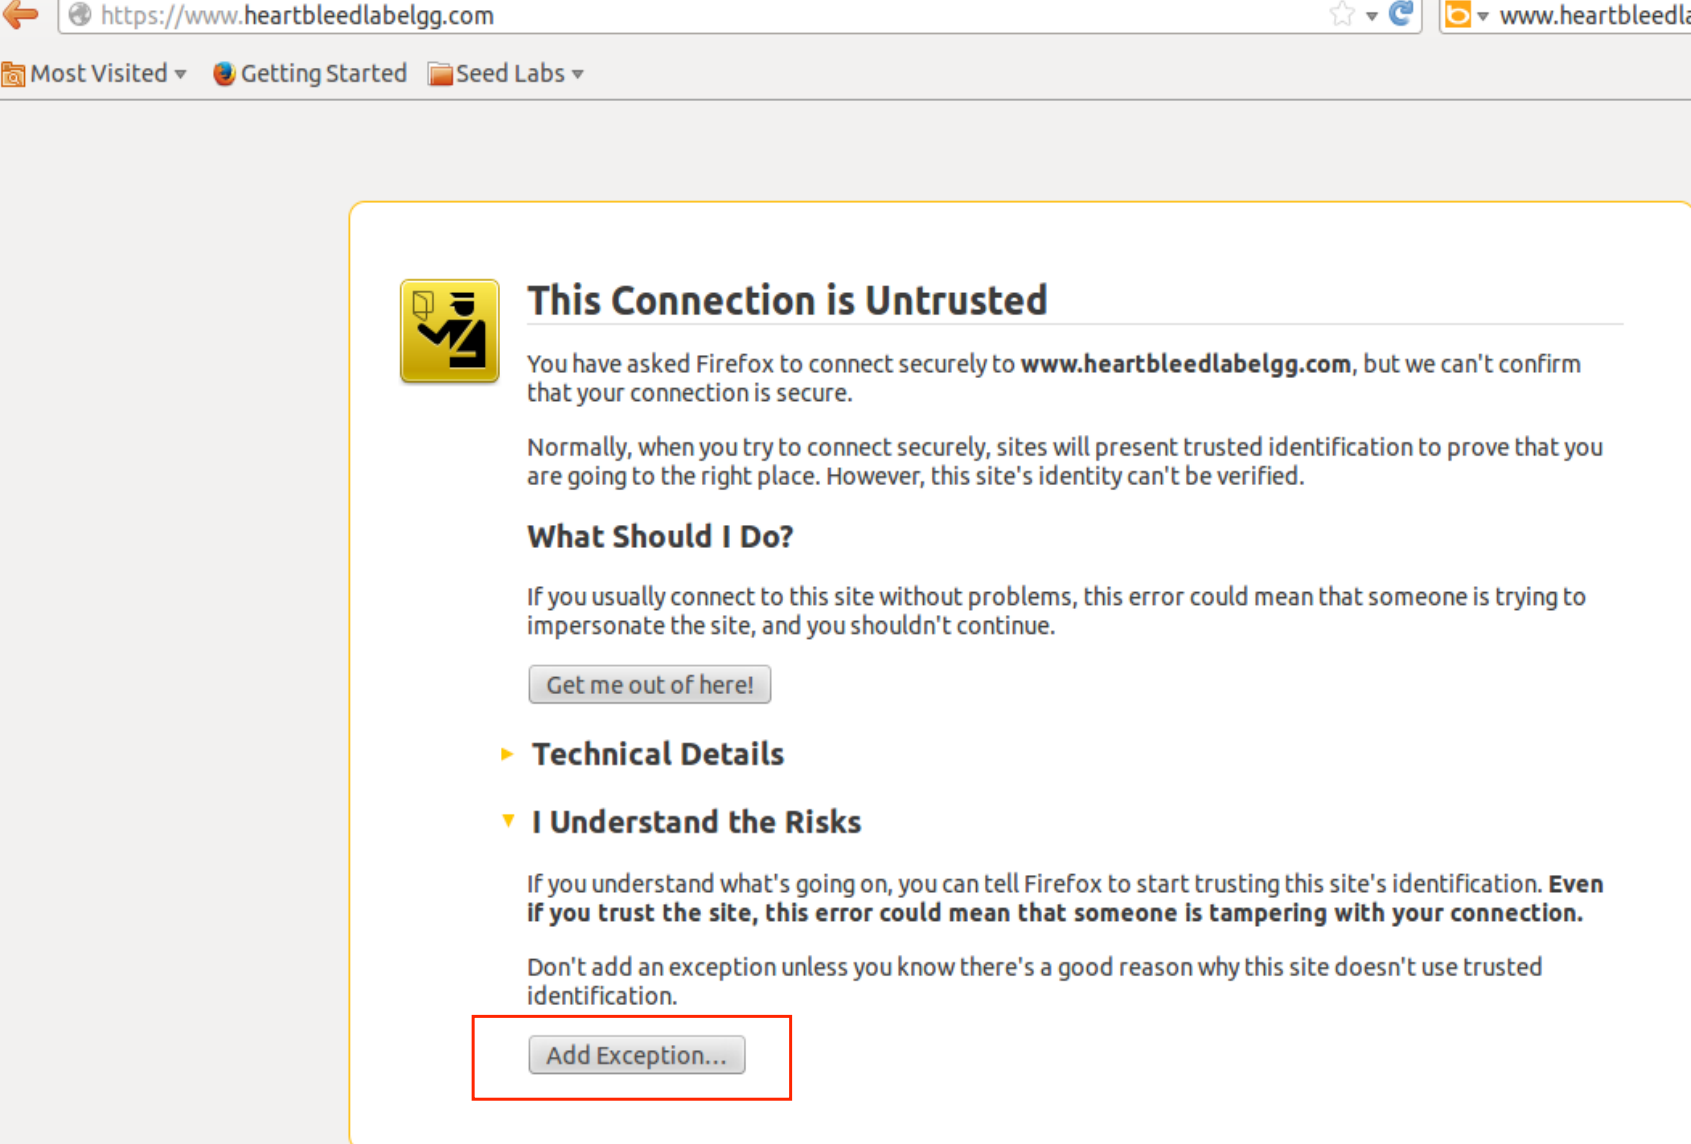 https://www.heartbleedlabelgg.com
www.heartbleedla
Most Visited
Getting Started
Seed Labs
This Connection is Untrusted
You have asked Firefox to connect securely to www.heartbleedlabelgg.com, but we can't confirm
that your connection is secure.
Normally, when you try to connect securely, sites will present trusted identification to prove that you
are going to the right place. However, this site's identity can't be verified.
What Should I Do?
If you usually connect to this site without problems, this error could mean that someone is trying to
impersonate the site, and you shouldn't continue.
Get me out of here!
Technical Details
I Understand the Risks
If you understand what's going on, you can tell Firefox to start trusting this site's identification. Even
if you trust the site, this error could mean that someone is tampering with your connection.
Don't add an exception unless you know there's a good reason why this site doesn't use trusted
identification.
Add Exception...